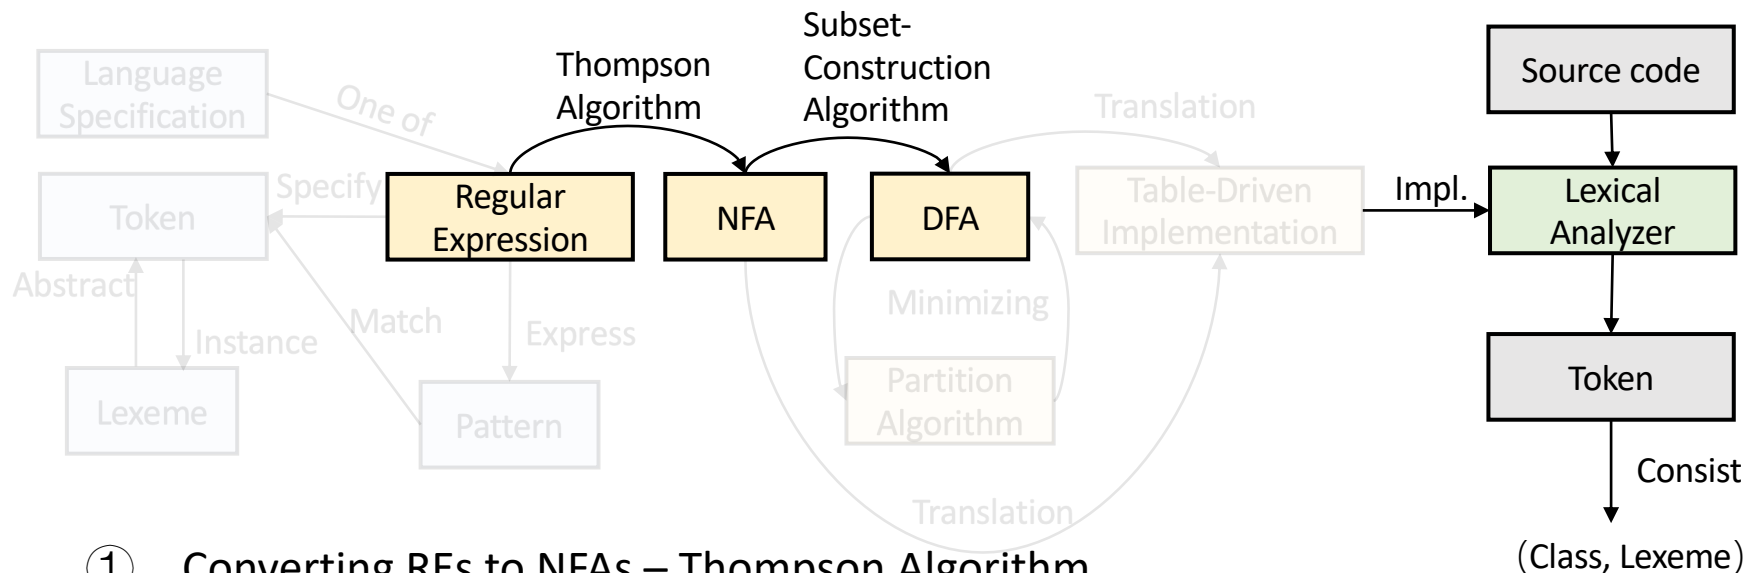 Language
Specification
One of
Thompson
Algorithm
Subset-
Construction
Algorithm
Translation
Source code
Token
Specify
Regular
Expression
NFA
DFA
Table-Driven
Implementation
Impl.
Lexical
Analyzer
Abstract
Instance
Match
Express
Minimizing
Lexeme
Pattern
Partition
Algorithm
Token
Translation
Consist
(Class, Lexeme)
① Converting REs to NFAs – Thompson Algorithm